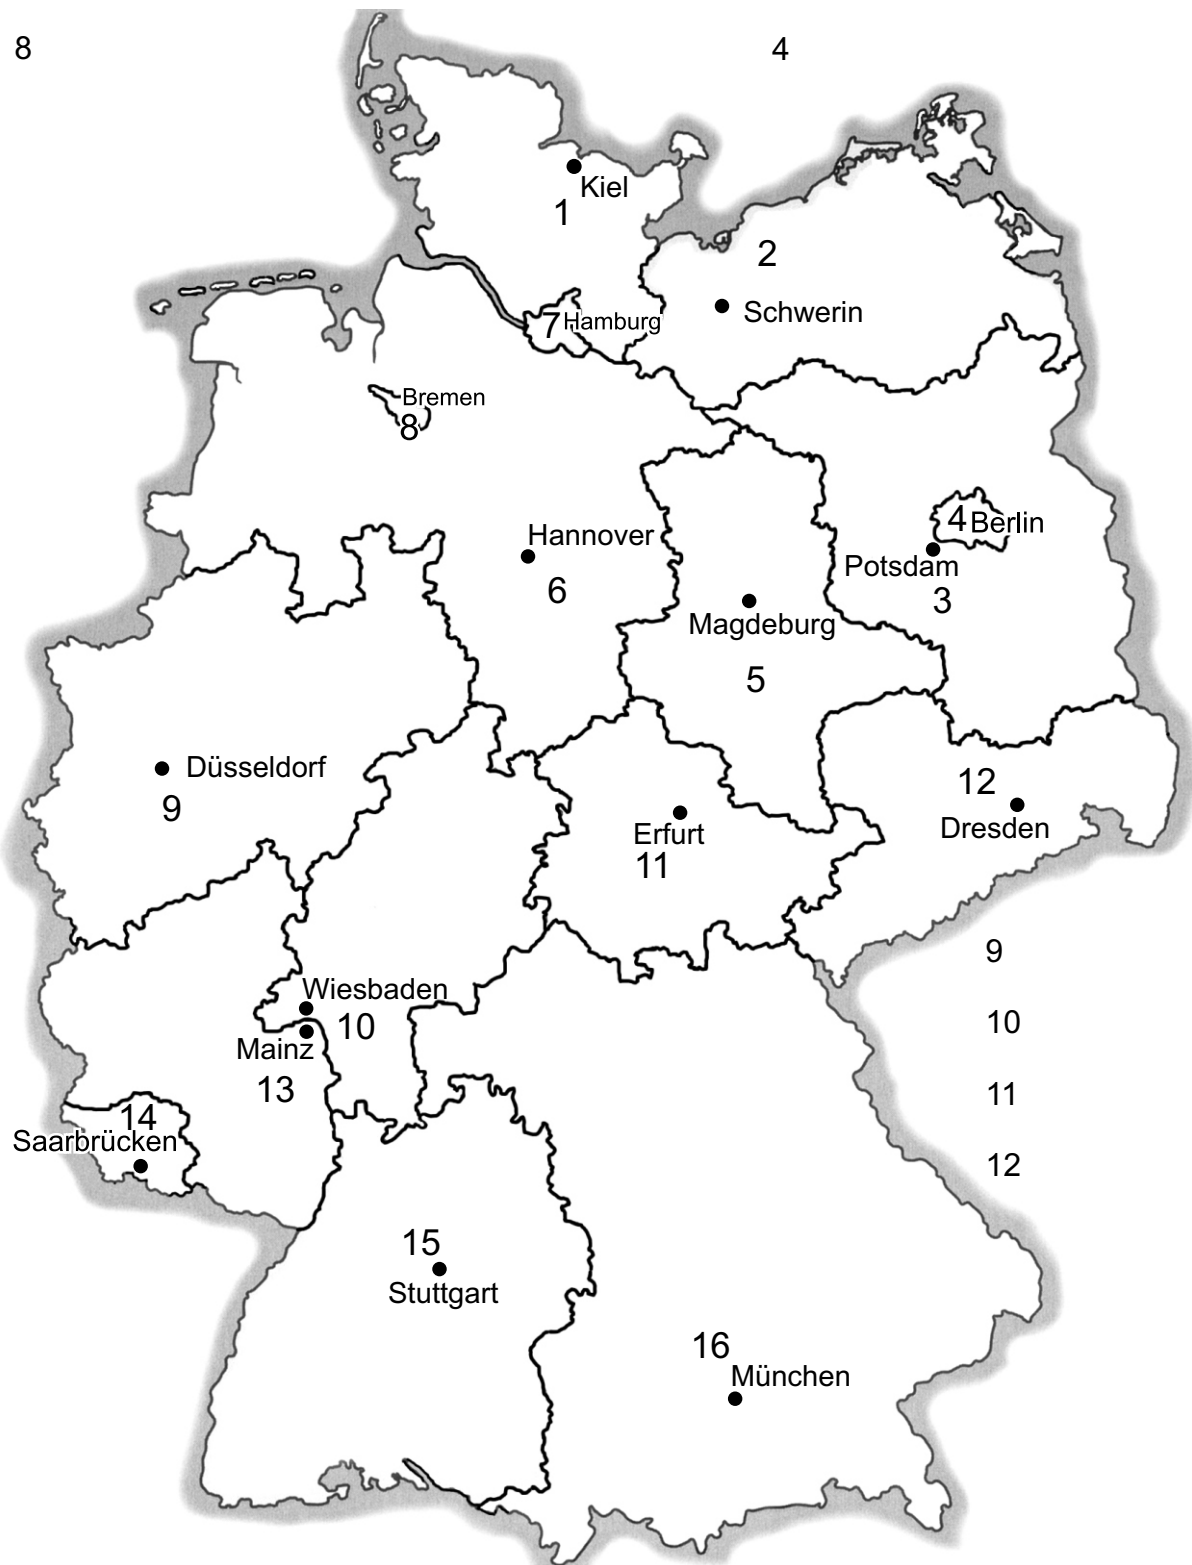 8
4
Kiel
1
2
Schwerin
7
Hamburg
Bremen
8
4
Berlin
Hannover
6
Potsdam
3
Magdeburg
5
Düsseldorf
9
12
Dresden
Erfurt
11
9
Wiesbaden
10
10
Mainz
13
11
14
Saarbrücken
12
15
Stuttgart
16
München